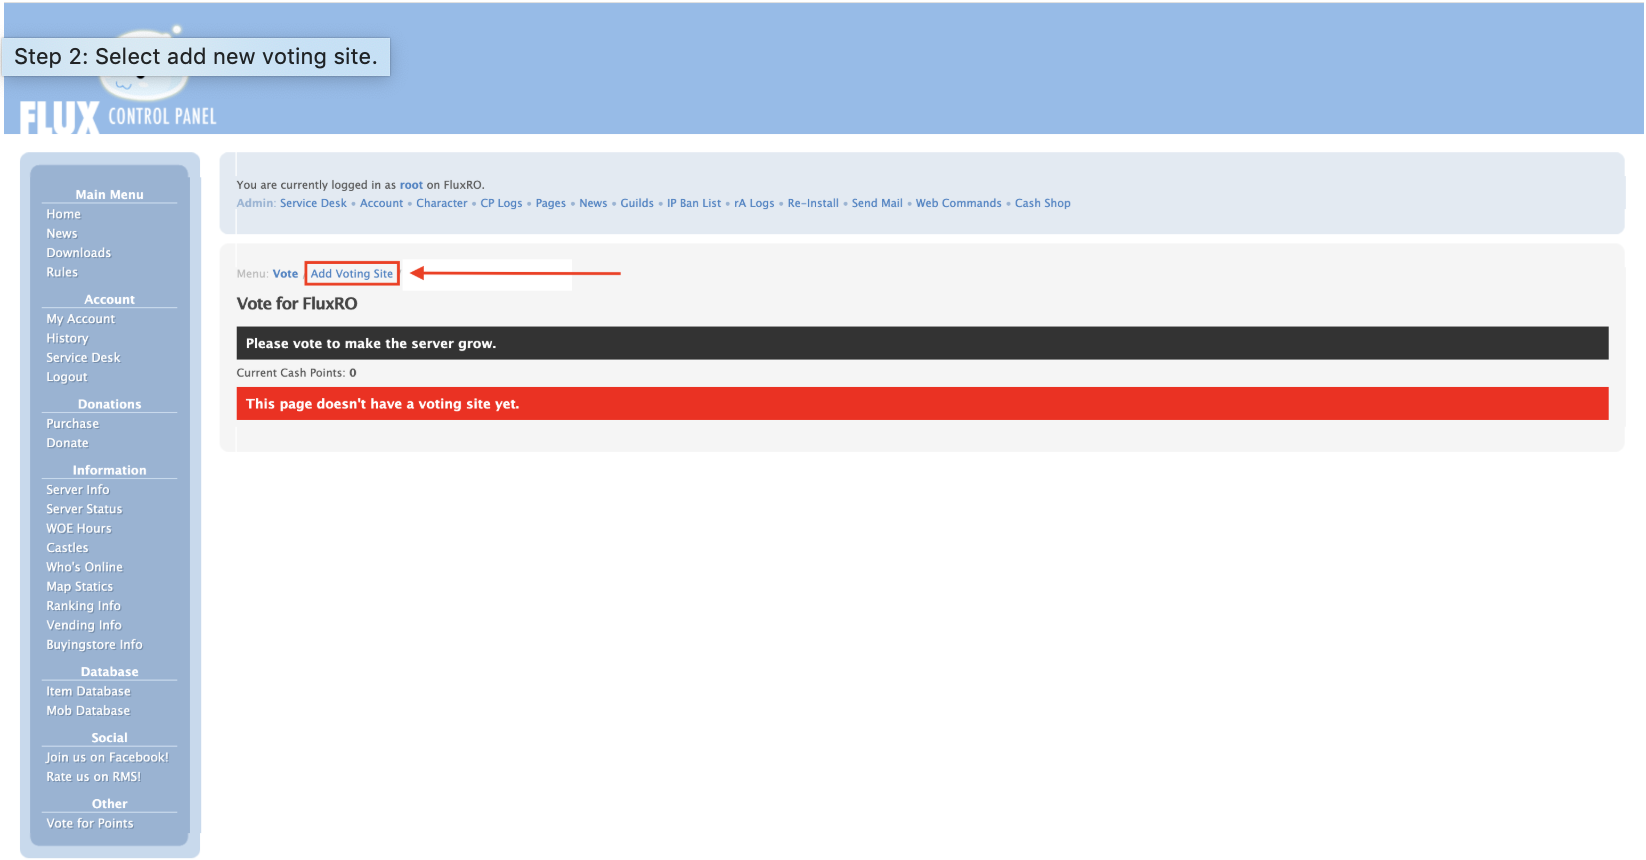 Step 2: Select add new voting site.
FLUX CONTROL PANEL
Main Menu
Home
News
Downloads
Rules
Account
My Account
History
Service Desk
Logout
Donations
Purchase
Donate
Information
Server Info
Server Status
WOE Hours
Castles
Who's Online
Map Statics
Ranking Info
Vending Info
Buyingstore Info
Database
Item Database
Mob Database
Social
Join us on Facebook!
Rate us on RMS!
Other
Vote for Points
You are currently logged in as root on FluxRO.
Admin: Service Desk • Account • Character • CP Logs • Pages • News • Guilds • IP Ban List • rA Logs • Re-Install • Send Mail • Web Commands • Cash Shop
Menu: Vote / Add Voting Site
Vote for FluxRO
Please vote to make the server grow.
Current Cash Points: 0
This page doesn't have a voting site yet.